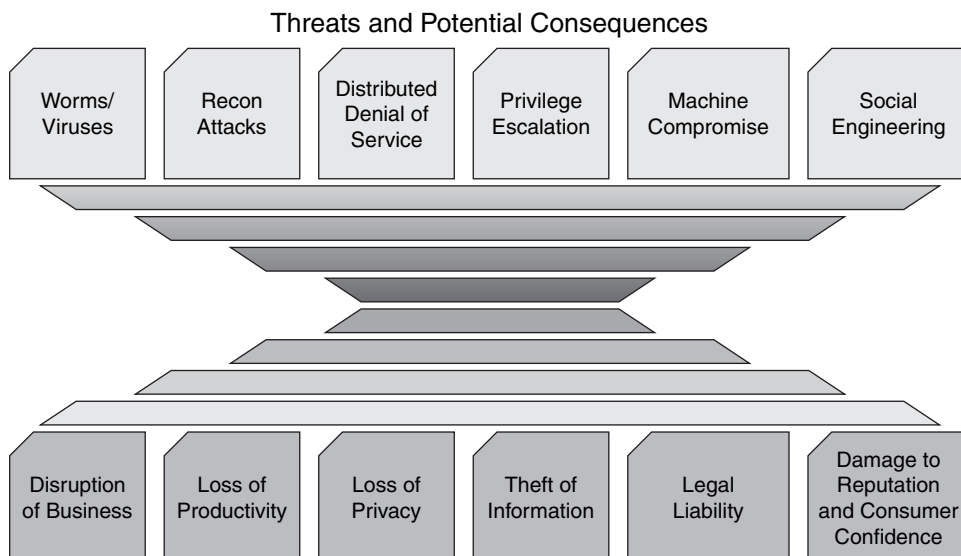 Threats and Potential Consequences
Worms/
Viruses
Recon
Attacks
Distributed
Denial of
Service
Privilege
Escalation
Machine
Compromise
Social
Engineering
Disruption
of Business
Loss of
Productivity
Loss of
Privacy
Theft of
Information
Legal
Liability
Damage to
Reputation
and Consumer
Confidence